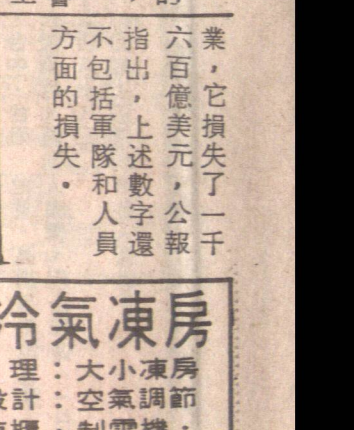 業，它損失了一千
六百億美元，公報
指出，上述數字還
不包括軍隊和人員
方面的損失。
冷氣凍房
房節
凍調
小氣
大空
：：
理計